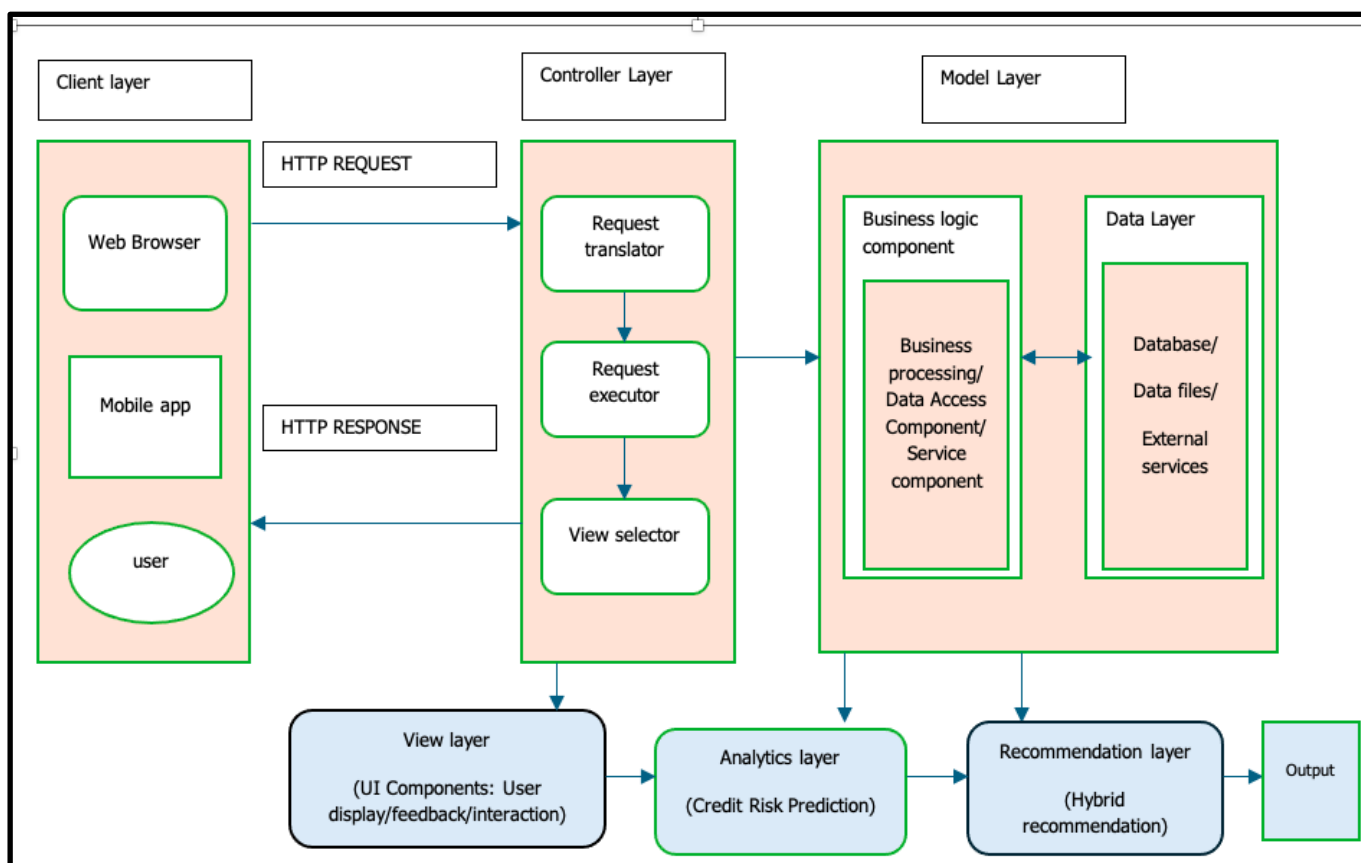 Client layer
Controller Layer
Model Layer
HTTP REQUEST
Web Browser
Mobile app
HTTP RESPONSE
user
Request
translator
Request
executor
View selector
Business logic
component
Business
processing/
Data Access
Component/
Service
component
Data Layer
Database/
Data files/
External
services
View layer
(UI Components: User
display/feedback/interaction)
Analytics layer
(Credit Risk Prediction)
Recommendation layer
(Hybrid
recommendation)
Output